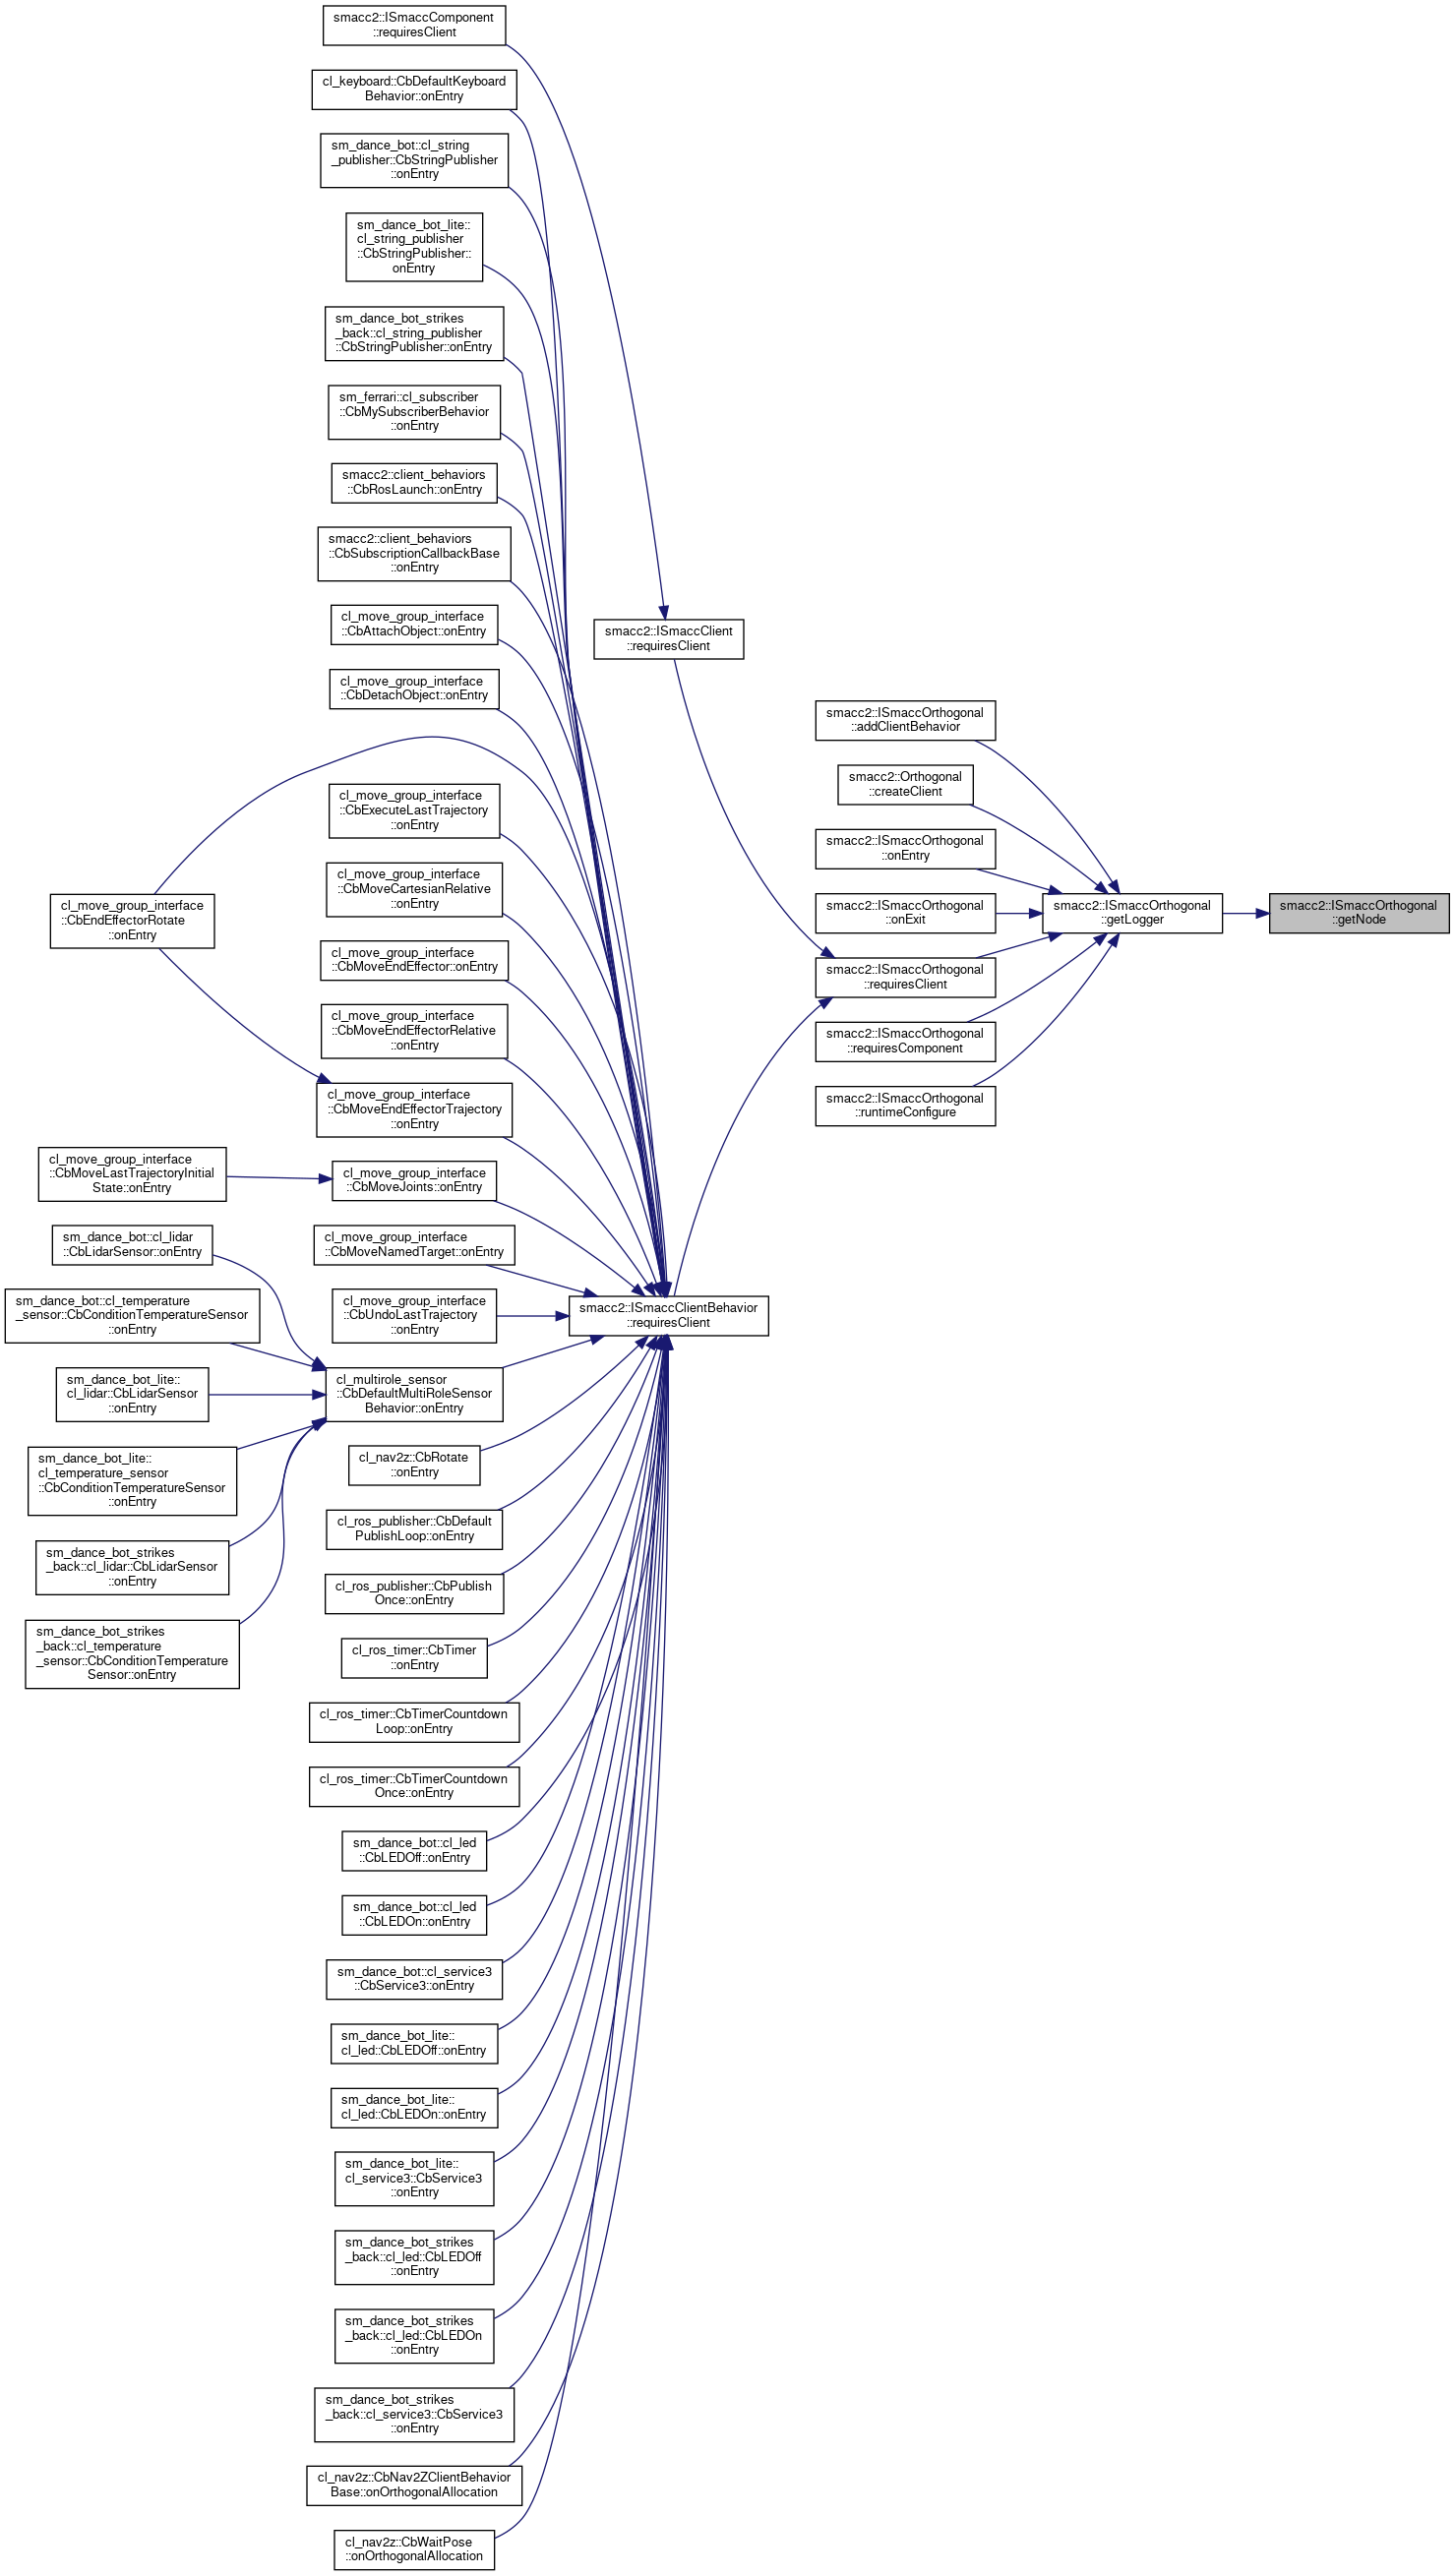 smacc2::ISmaccComponent
::requiresClient
cl_keyboard::CbDefaultKeyboard
Behavior::onEntry
sm_dance_bot::cl_string
_publisher::CbStringPublisher
::onEntry
sm_dance_bot_lite::
cl_string_publisher
::CbStringPublisher::
onEntry
sm_dance_bot_strikes
_back::cl_string_publisher
::CbStringPublisher::onEntry
sm_ferrari::cl_subscriber
::CbMySubscriberBehavior
::onEntry
smacc2::client_behaviors
::CbRosLaunch::onEntry
smacc2::client_behaviors
::CbSubscriptionCallbackBase
::onEntry
cl_move_group_interface
::CbAttachObject::onEntry
cl_move_group_interface
::CbDetachObject::onEntry
cl_move_group_interface
::CbExecuteLastTrajectory
::onEntry
cl_move_group_interface
::CbMoveCartesianRelative
::onEntry
cl_move_group_interface
::CbEndEffectorRotate
::onEntry
cl_move_group_interface
::CbMoveEndEffector::onEntry
cl_move_group_interface
::CbMoveEndEffectorRelative
::onEntry
cl_move_group_interface
::CbMoveEndEffectorTrajectory
::onEntry
cl_move_group_interface
::CbMoveLastTrajectoryInitial
State::onEntry
cl_move_group_interface
::CbMoveJoints::onEntry
cl_move_group_interface
::CbMoveNamedTarget::onEntry
cl_move_group_interface
::CbUndoLastTrajectory
::onEntry
sm_dance_bot::cl_lidar
::CbLidarSensor::onEntry
sm_dance_bot::cl_temperature
_sensor::CbConditionTemperatureSensor
::onEntry
sm_dance_bot_lite::
cl_lidar::CbLidarSensor
::onEntry
sm_dance_bot_lite::
cl_temperature_sensor
::CbConditionTemperatureSensor
::onEntry
sm_dance_bot_strikes
_back::cl_lidar::CbLidarSensor
::onEntry
sm_dance_bot_strikes
_back::cl_temperature
_sensor::CbConditionTemperature
Sensor::onEntry
cl_multirole_sensor
::CbDefaultMultiRoleSensor
Behavior::onEntry
cl_nav2z::CbRotate
::onEntry
cl_ros_publisher::CbDefault
PublishLoop::onEntry
cl_ros_publisher::CbPublish
Once::onEntry
cl_ros_timer::CbTimer
::onEntry
cl_ros_timer::CbTimerCountdown
Loop::onEntry
cl_ros_timer::CbTimerCountdown
Once::onEntry
sm_dance_bot::cl_led
::CbLEDOff::onEntry
sm_dance_bot::cl_led
::CbLEDOn::onEntry
sm_dance_bot::cl_service3
::CbService3::onEntry
sm_dance_bot_lite::
cl_led::CbLEDOff::onEntry
sm_dance_bot_lite::
cl_led::CbLEDOn::onEntry
sm_dance_bot_lite::
cl_service3::CbService3
::onEntry
sm_dance_bot_strikes
_back::cl_led::CbLEDOff
::onEntry
sm_dance_bot_strikes
_back::cl_led::CbLEDOn
::onEntry
sm_dance_bot_strikes
_back::cl_service3::CbService3
::onEntry
cl_nav2z::CbNav2ZClientBehavior
Base::onOrthogonalAllocation
cl_nav2z::CbWaitPose
::onOrthogonalAllocation
smacc2::ISmaccClient
::requiresClient
smacc2::ISmaccClientBehavior
::requiresClient
smacc2::ISmaccOrthogonal
::addClientBehavior
smacc2::Orthogonal
::createClient
smacc2::ISmaccOrthogonal
::onEntry
smacc2::ISmaccOrthogonal
::onExit
smacc2::ISmaccOrthogonal
::requiresClient
smacc2::ISmaccOrthogonal
::requiresComponent
smacc2::ISmaccOrthogonal
::runtimeConfigure
smacc2::ISmaccOrthogonal
::getLogger
smacc2::ISmaccOrthogonal
::getNode